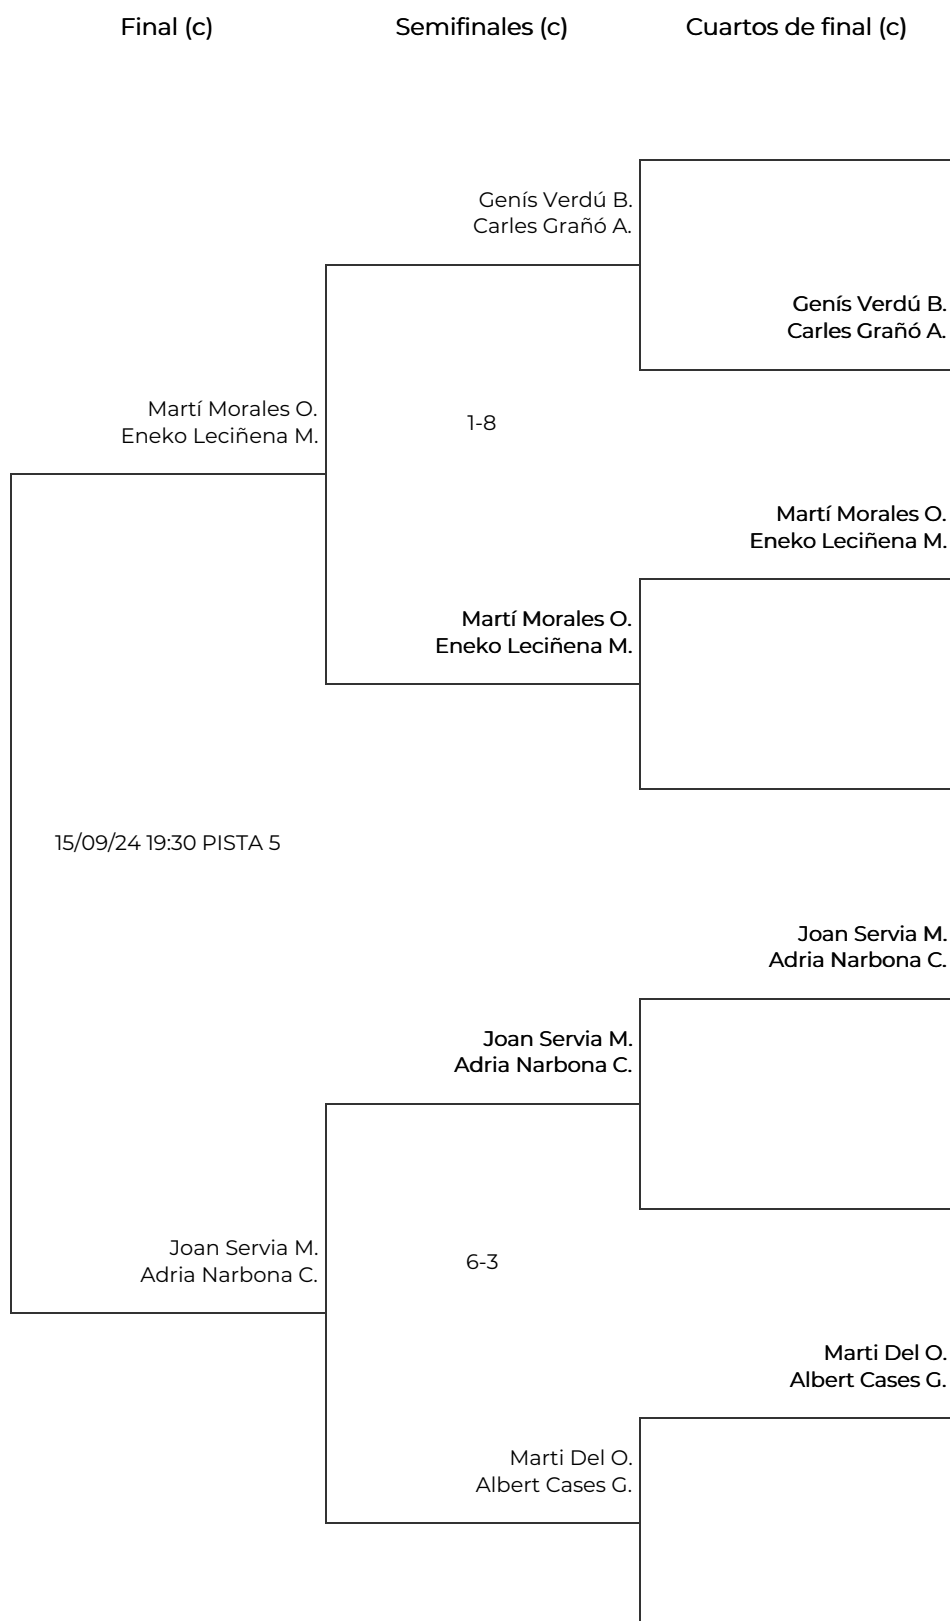 Final (c)
Semifinales (c)
Cuartos de final (c)
Genís Verdú B.
Carles Grañó A.
Genís Verdú B.
Carles Grañó A.
Martí Morales O.
Eneko Leciñena M.
1-8
Martí Morales O.
Eneko Leciñena M.
Martí Morales O.
Eneko Leciñena M.
15/09/24 19:30 PISTA 5
Joan Servia M.
Adria Narbona C.
Joan Servia M.
Adria Narbona C.
Joan Servia M.
Adria Narbona C.
6-3
Marti Del O.
Albert Cases G.
Marti Del O.
Albert Cases G.